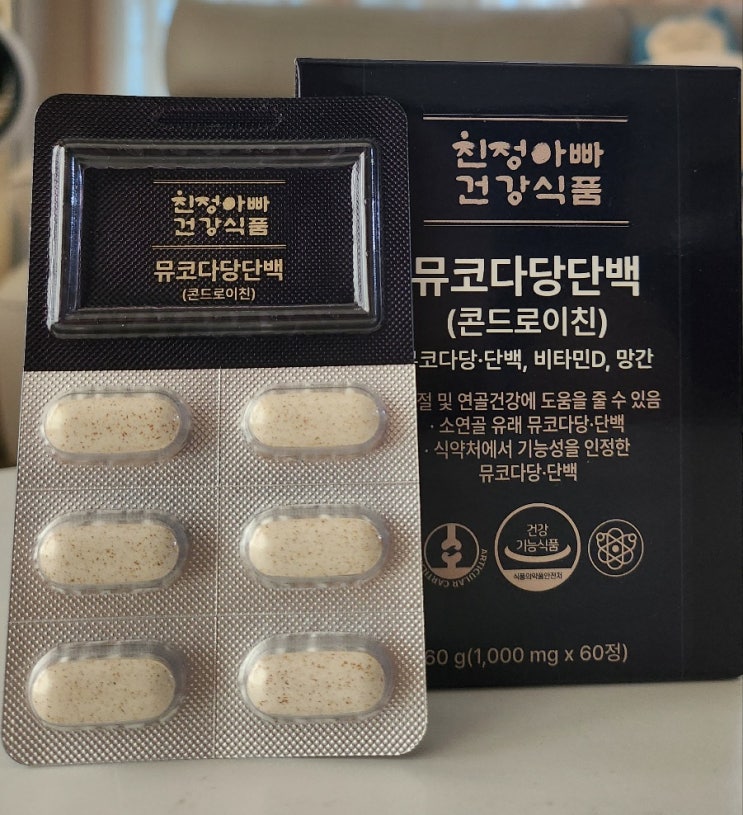 친정아빠
건강식품
뮤코다당단백
(콘드로이친)
친정아빠
건강식품
뮤코다당단백
(콘드로이친)
코다당·단백, 비타민D, 망간
절 및 연골건강에 도움을 줄 수 있음
· 소연골 유래 뮤코다당·단백
· 식약처에서 기능성을 인정한
뮤코다당·단백
ARTICULAR
건강
기능식품
식품의약품안전처
60 g(1,000 mg x 60정)